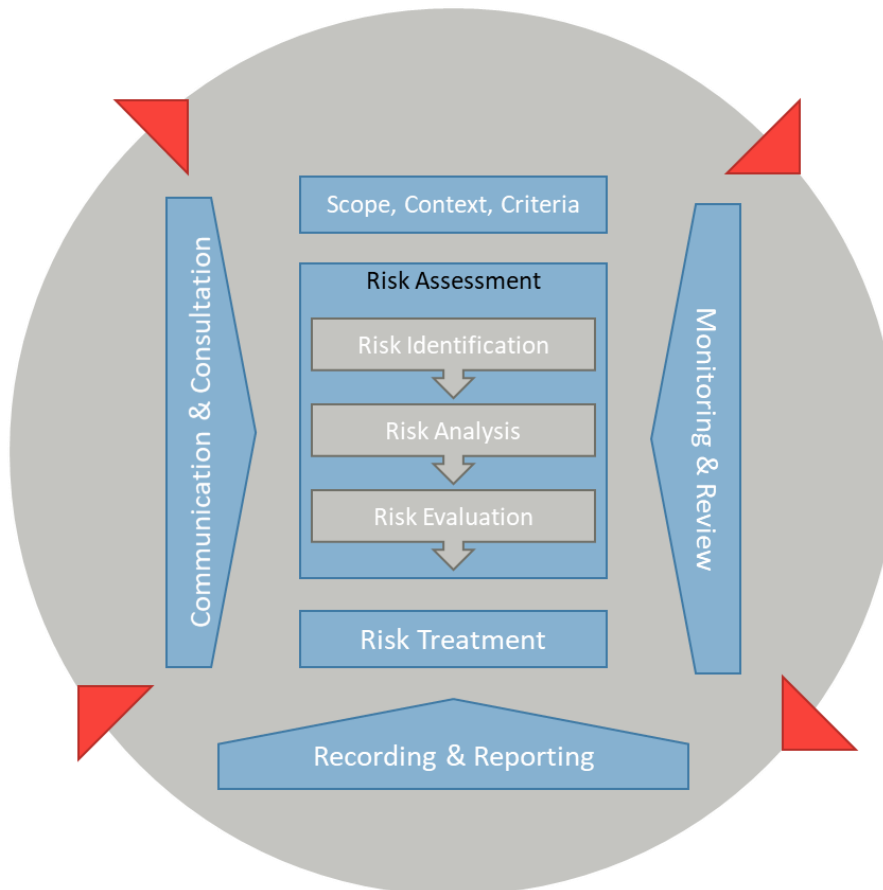 Scope, Context, Criteria
Risk Assessment
Risk Identification
Risk Analysis
Risk Evaluation
Risk Treatment
Communication & Consultation
Monitoring & Review
Recording & Reporting